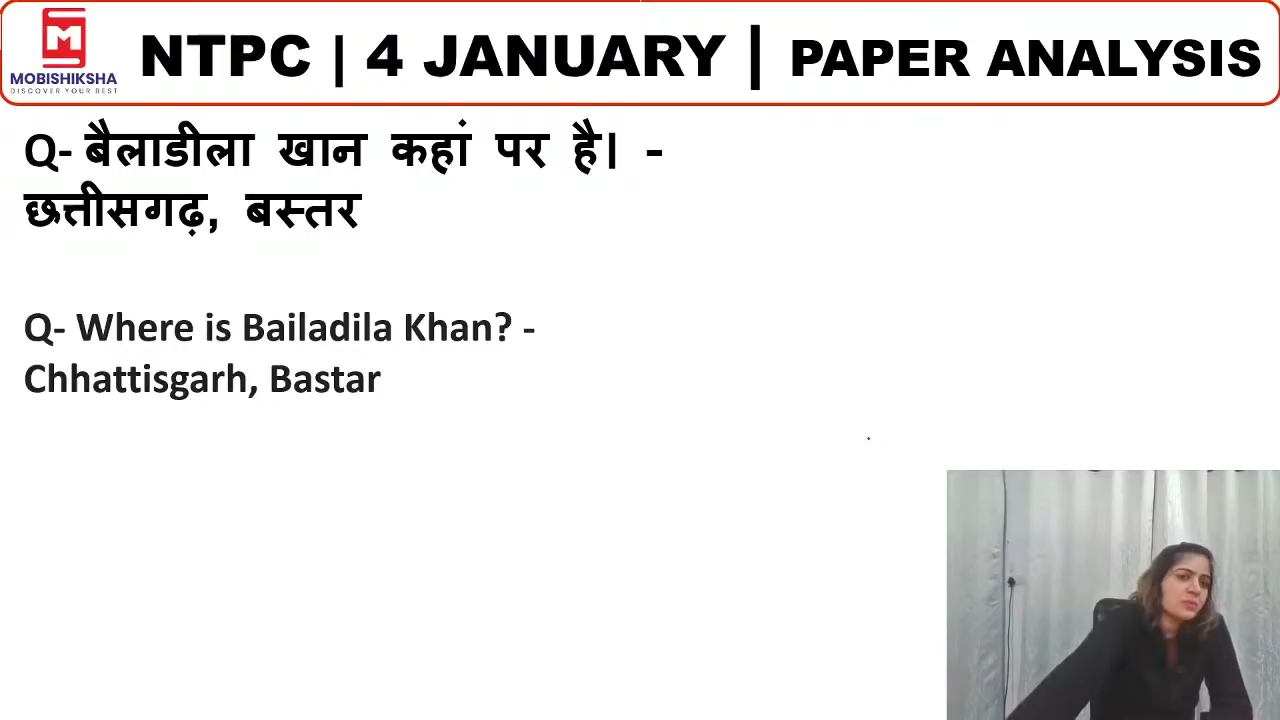 MOBISHIKSHA
DISCOVER YOUR BEST
NTPC | 4 JANUARY | PAPER ANALYSIS
Q- बैलाडीला खान कहां पर है। -
छत्तीसगढ़, बस्तर
Q- Where is Bailadila Khan? -
Chhattisgarh, Bastar